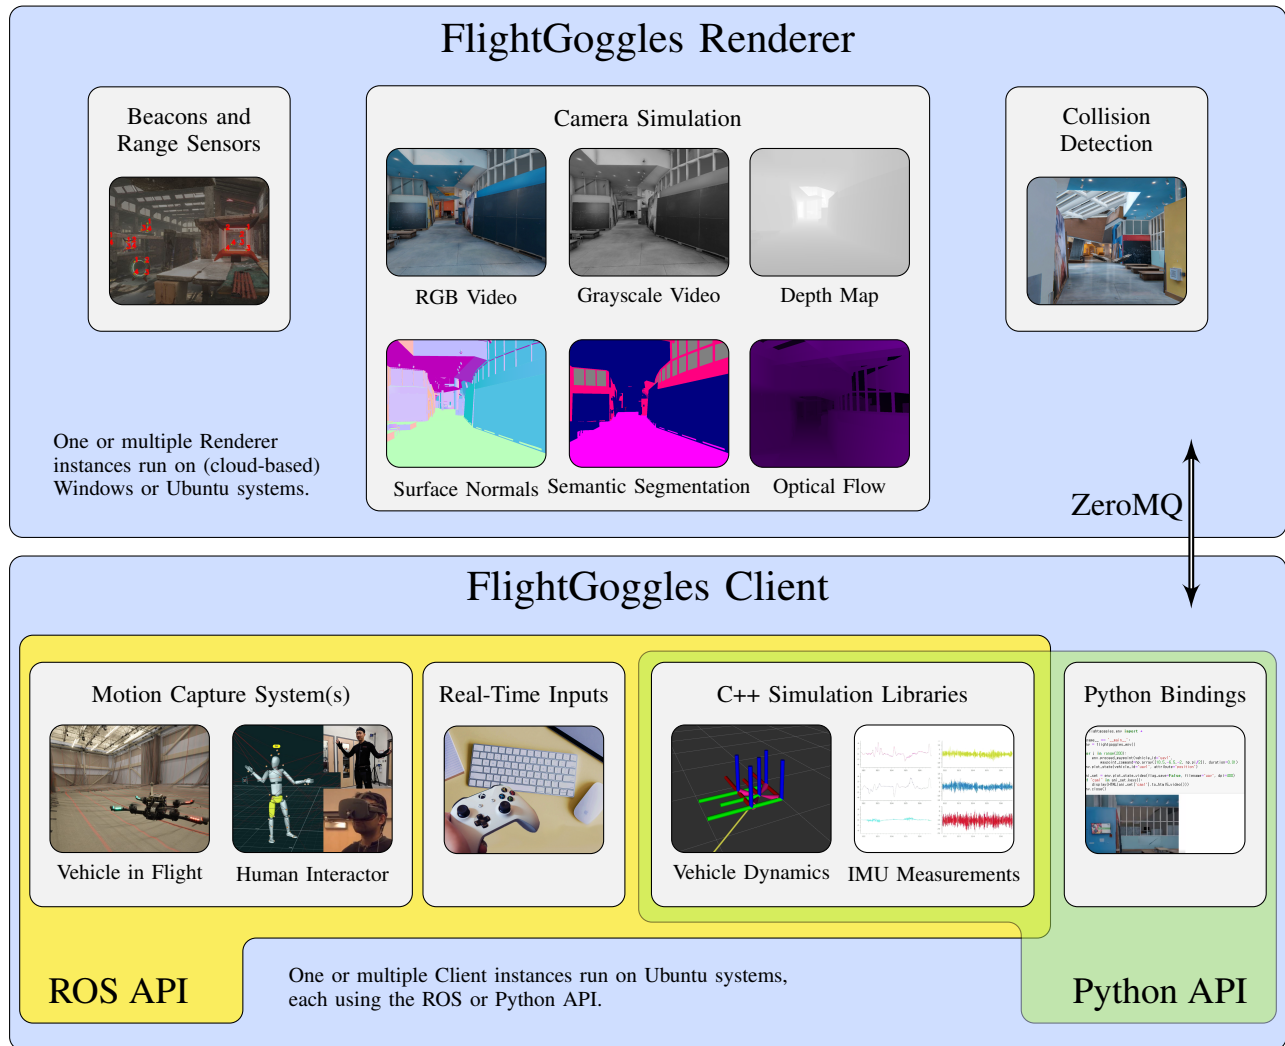 FlightGoggles Renderer
Beacons and
Range Sensors
Camera Simulation
Collision
Detection
RGB Video
Grayscale Video
Depth Map
Surface Normals
Semantic Segmentation
Optical Flow
One or multiple Renderer
instances run on (cloud-based)
Windows or Ubuntu systems.
ZeroMQ
FlightGoggles Client
Motion Capture System(s)
Real-Time Inputs
C++ Simulation Libraries
Python Bindings
Vehicle in Flight
Human Interactor
Vehicle Dynamics
IMU Measurements
ROS API
One or multiple Client instances run on Ubuntu systems,
each using the ROS or Python API.
Python API